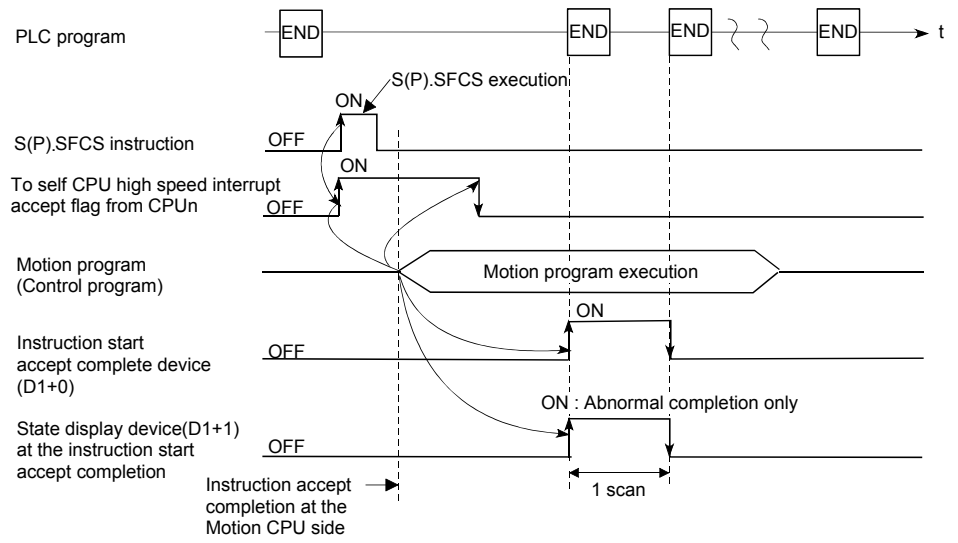 PLC program
END
END
END
END
t
S(P).SFCS execution
ON
S(P).SFCS instruction
OFF
ON
To self CPU high speed interrupt
accept flag from CPUn
OFF
Motion program
(Control program)
Motion program execution
ON
Instruction start
accept complete device
(D1+0)
OFF
ON : Abnormal completion only
State display device(D1+1)
at the instruction start
accept completion
OFF
Instruction accept
completion at the
Motion CPU side
1 scan